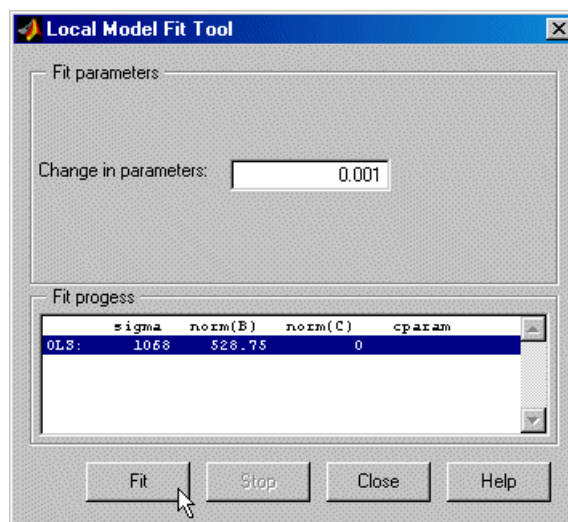 Local Model Fit Tool
Fit parameters
Change in parameters: 0.001
Fit progess
sigma norm(B) norm(C) cparam
OLS: 1068 528.75 0
Fit Stop Close Help